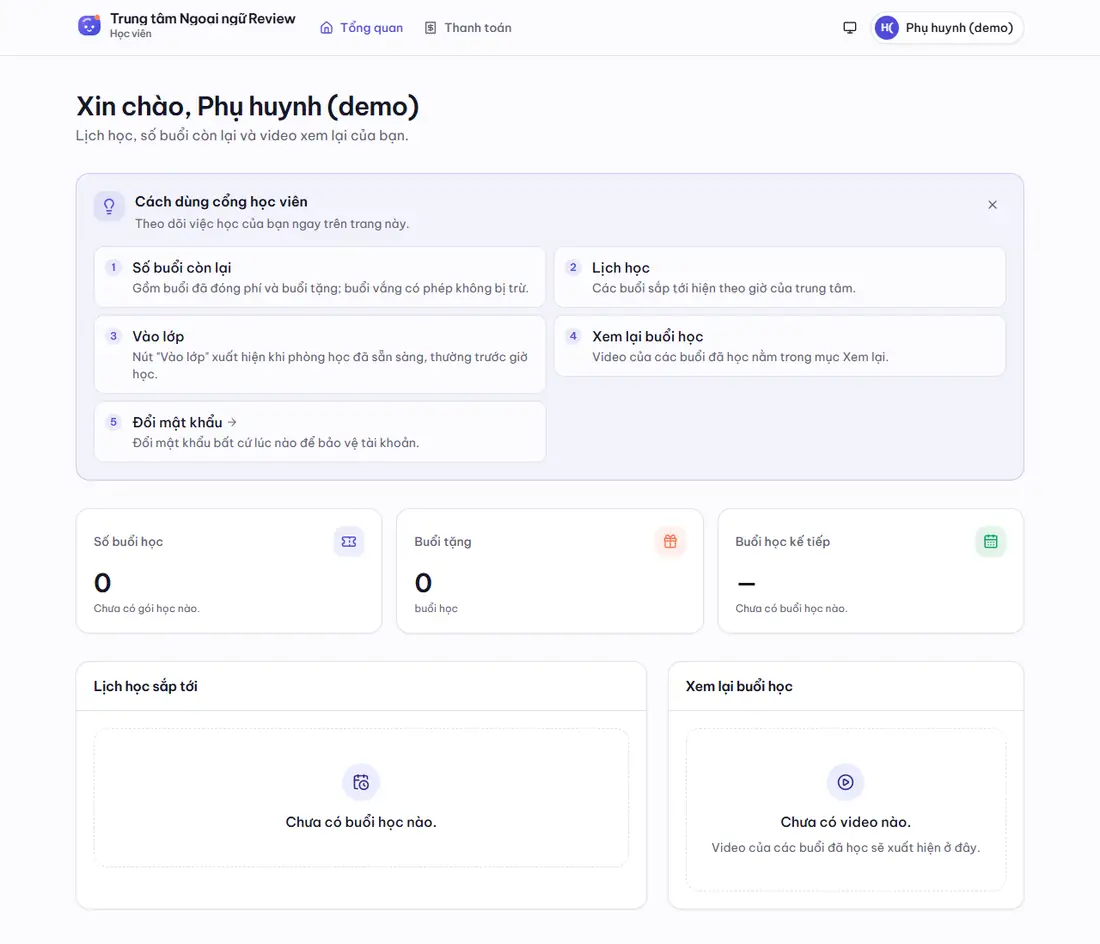 Trung tâm Ngoại ngữ Review
Học viên
Tổng quan
Thanh toán
H(
Phụ huynh (demo)
Xin chào, Phụ huynh (demo)
Lịch học, số buổi còn lại và video xem lại của bạn.
Cách dùng cổng học viên
Theo dõi việc học của bạn ngay trên trang này.
1
Số buổi còn lại
Gồm buổi đã đóng phí và buổi tặng; buổi vắng có phép không bị trừ.
2
Lịch học
Các buổi sắp tới hiện theo giờ của trung tâm.
3
Vào lớp
Nút "Vào lớp" xuất hiện khi phòng học đã sẵn sàng, thường trước giờ
học.
4
Xem lại buổi học
Video của các buổi đã học nằm trong mục Xem lại.
5
Đổi mật khẩu →
Đổi mật khẩu bất cứ lúc nào để bảo vệ tài khoản.
Số buổi học
0
Chưa có gói học nào.
Buổi tặng
0
buổi học
Buổi học kế tiếp
—
Chưa có buổi học nào.
Lịch học sắp tới
Chưa có buổi học nào.
Xem lại buổi học
Chưa có video nào.
Video của các buổi đã học sẽ xuất hiện ở đây.